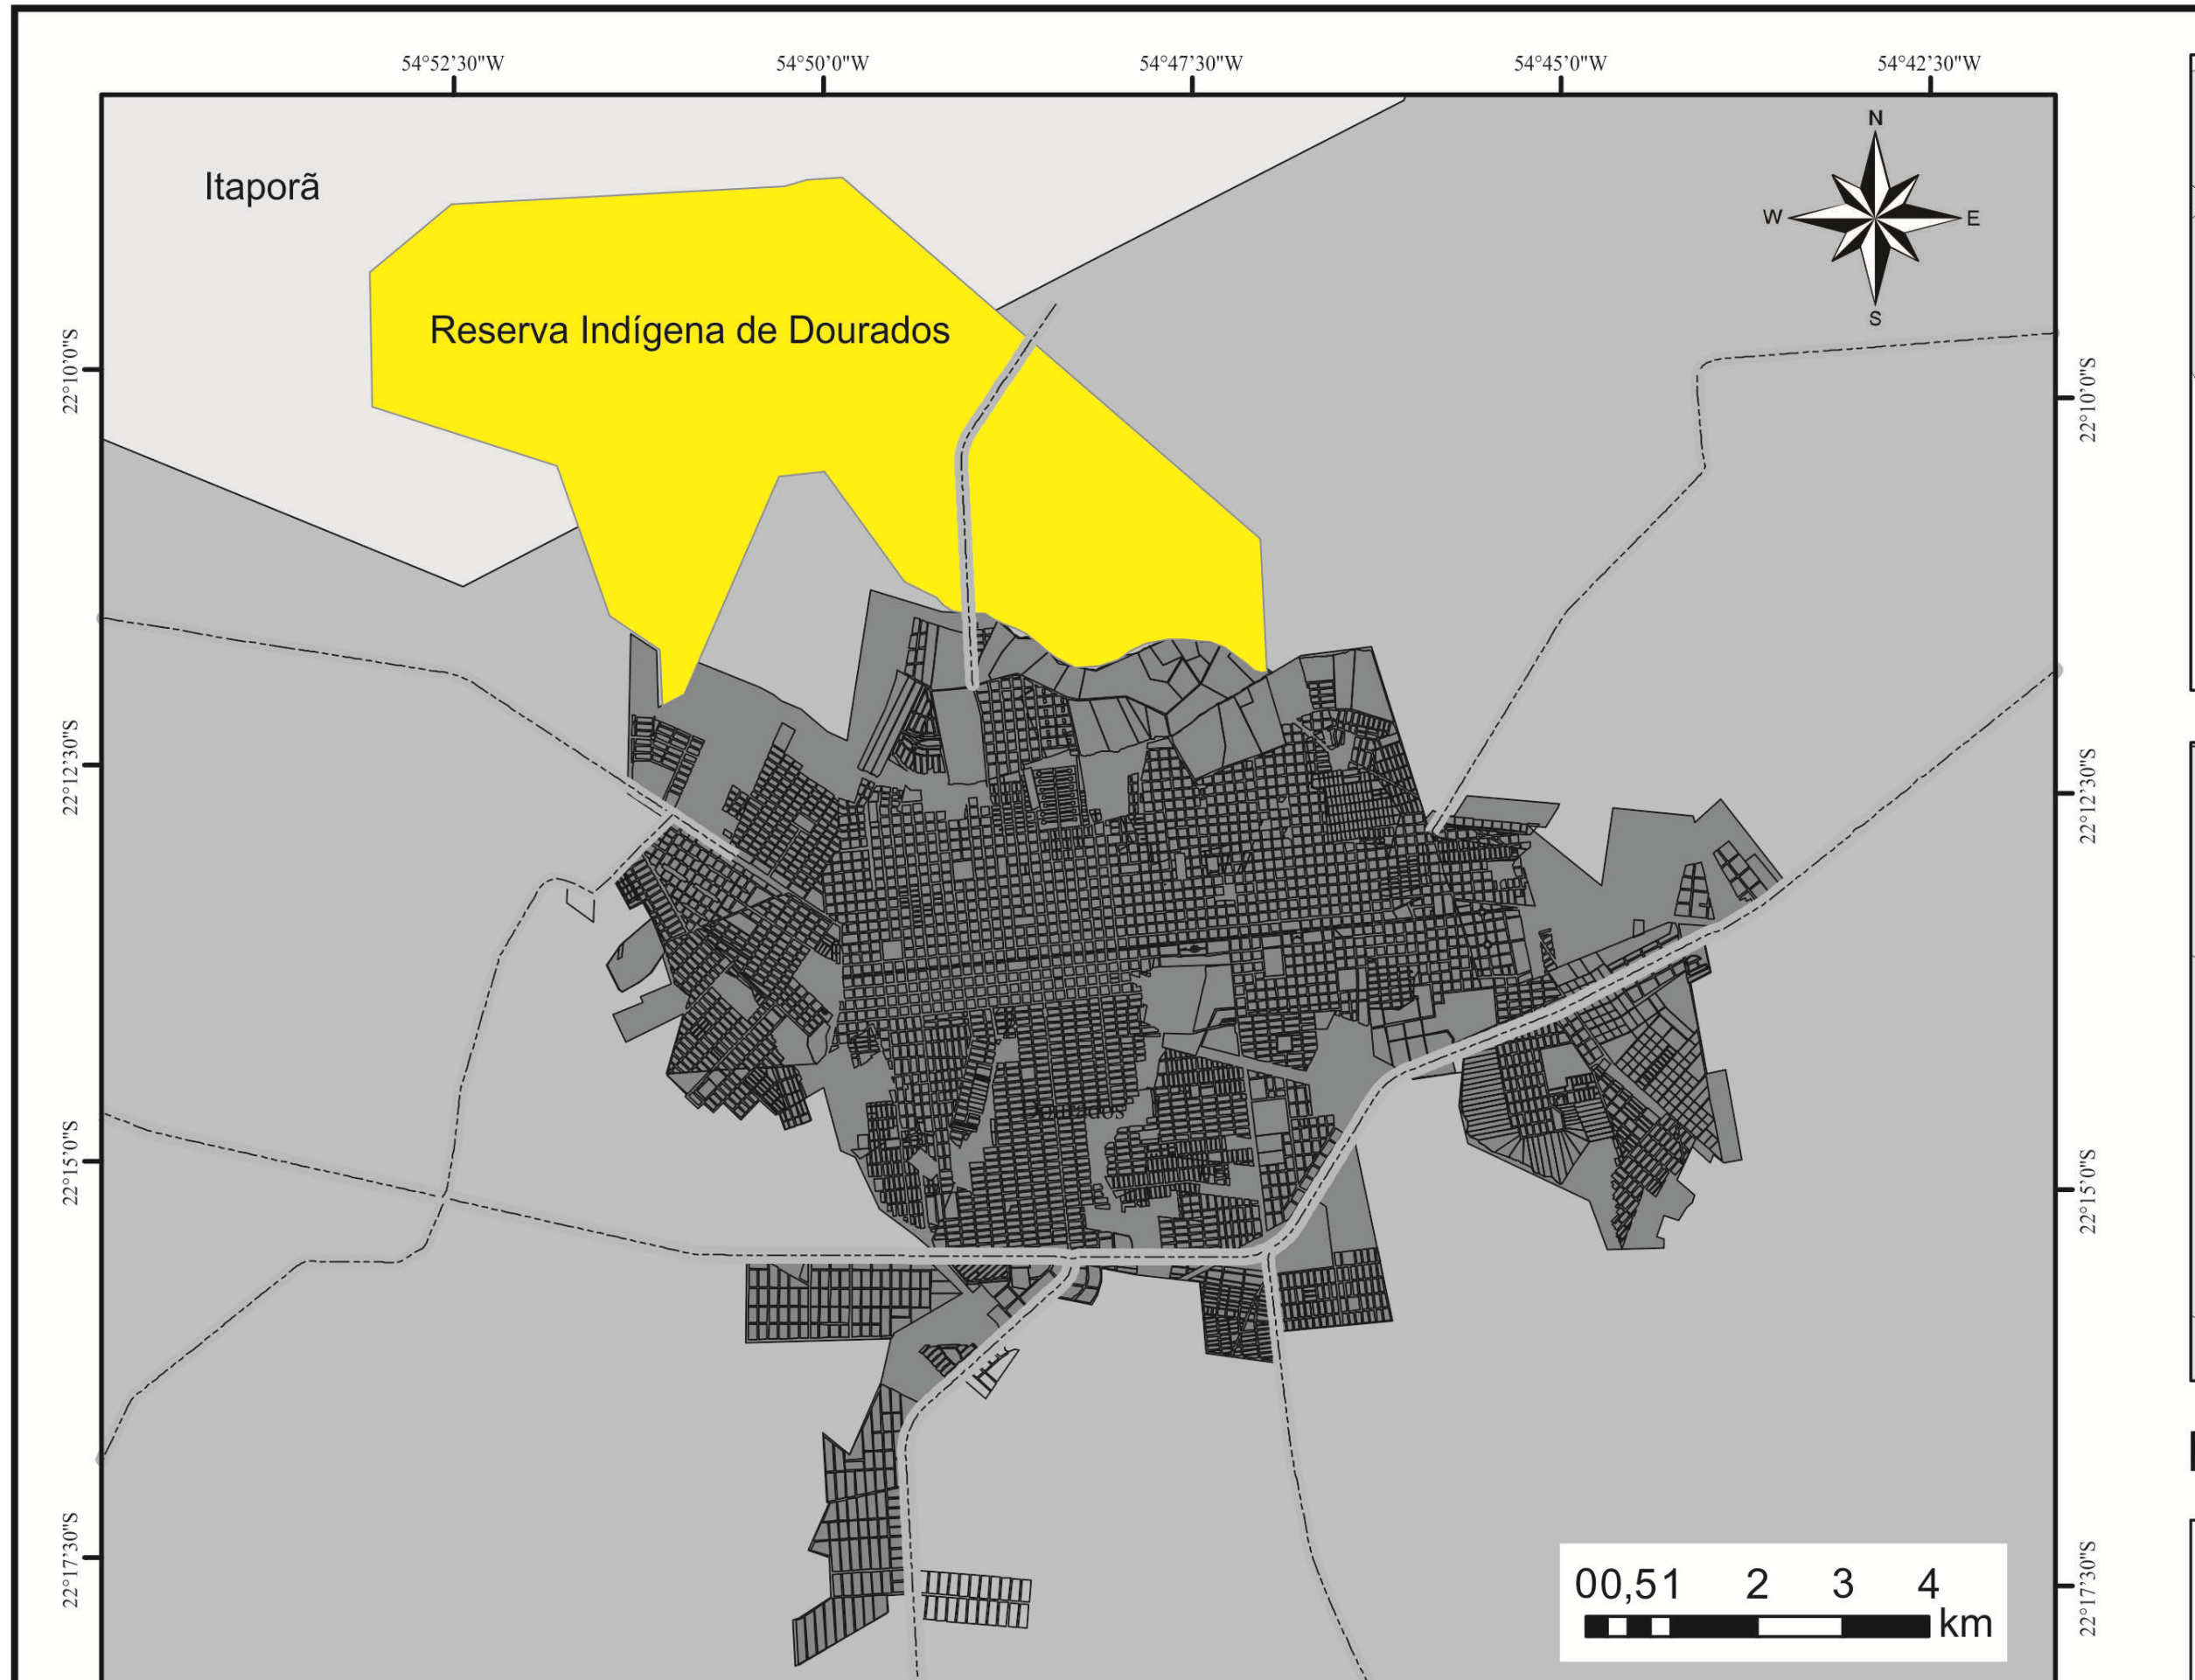 54°52'30"W
54°50'0"W
54°47'30"W
54°45'0"W
54°42'30"W
N
Itaporã
W
E
S
Reserva Indígena de Dourados
22°10'0"S
22°10'0"S
22°12'30"S
22°12'30"S
Dourados
22°15'0"S
22°15'0"S
22°17'30"S
22°17'30"S
00,51 2 3 4
km